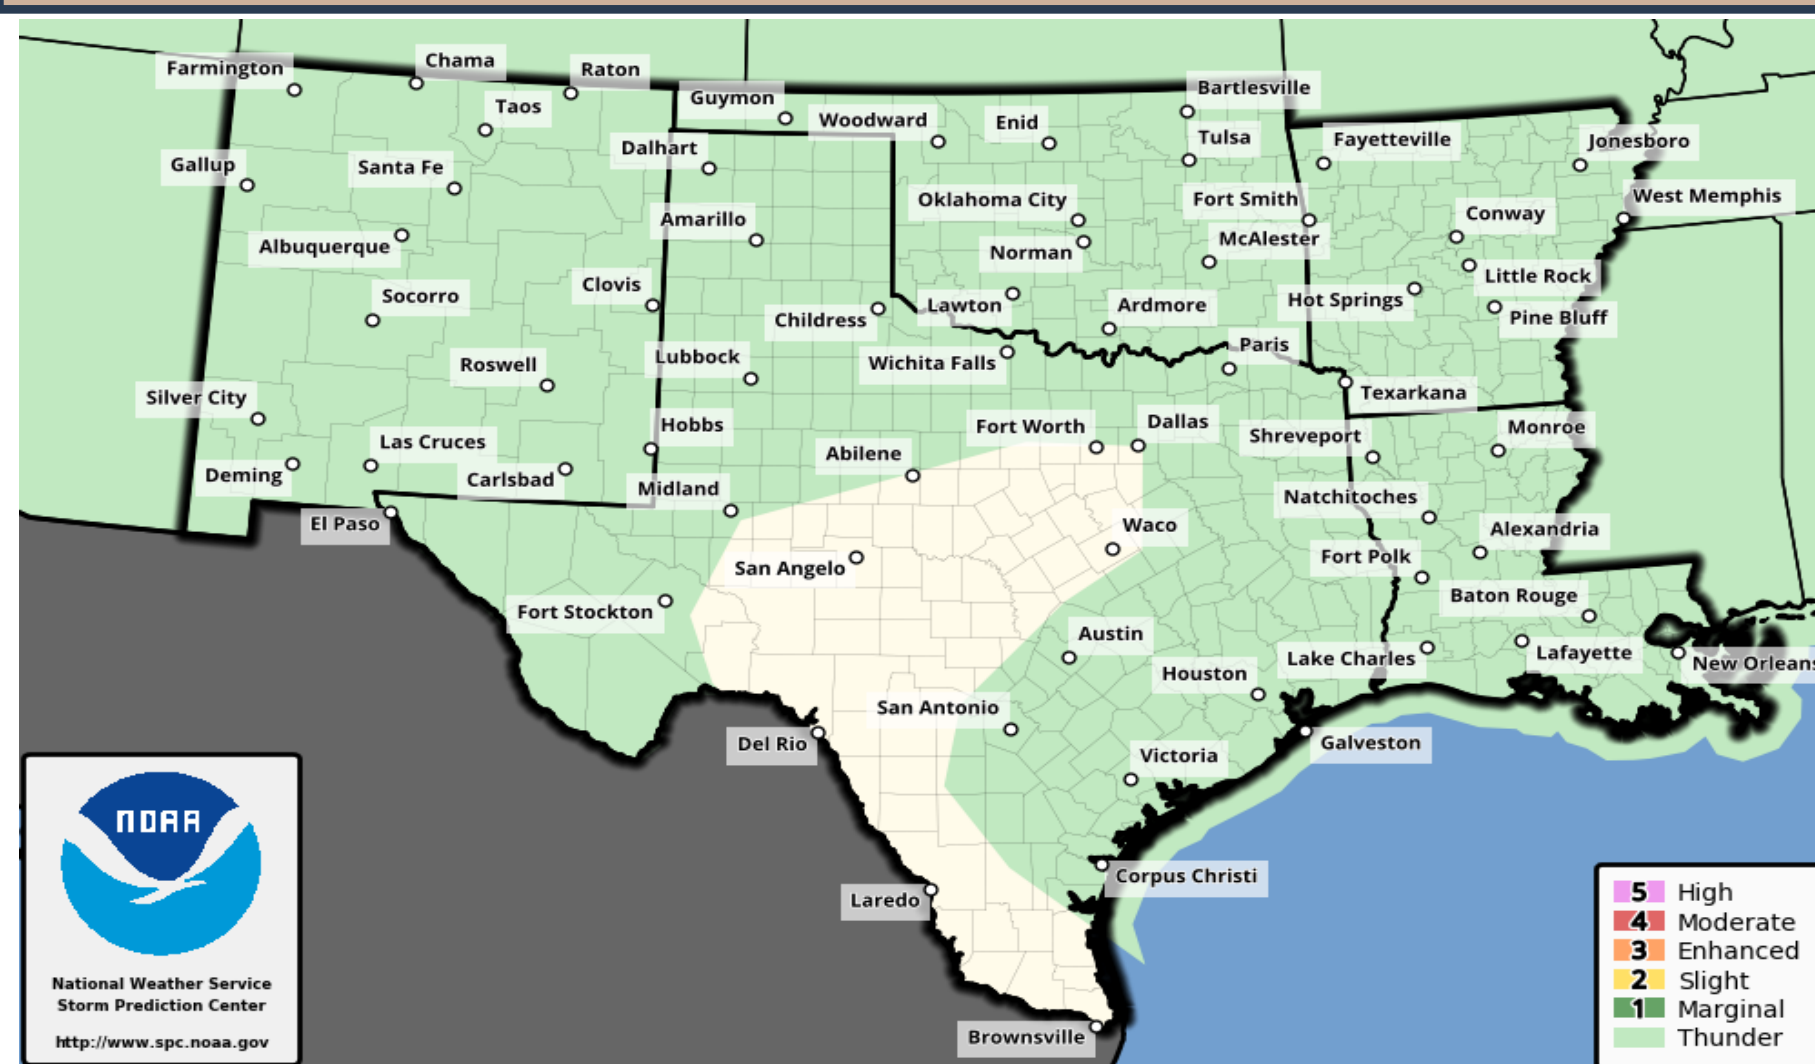 Farmington
Chama
Raton
Taos
Guymon
Woodward
Enid
Bartlesville
Tulsa
Fayetteville
Jonesboro
Gallup
Santa Fe
Dalhart
Oklahoma City
Fort Smith
Conway
West Memphis
Albuquerque
Amarillo
Norman
McAlester
Little Rock
Socorro
Clovis
Childress
Lawton
Ardmore
Hot Springs
Pine Bluff
Roswell
Lubbock
Wichita Falls
Paris
Silver City
Texarkana
Las Cruces
Hobbs
Fort Worth
Dallas
Shreveport
Monroe
Deming
Carlsbad
Midland
Abilene
Natchitoches
El Paso
Waco
Alexandria
San Angelo
Fort Polk
Fort Stockton
Baton Rouge
Austin
Lake Charles
Lafayette
New Orleans
Houston
San Antonio
Del Rio
Galveston
Victoria
Corpus Christi
Laredo
Brownsville
NOAA
National Weather Service
Storm Prediction Center
http://www.spc.noaa.gov
5 High
4 Moderate
3 Enhanced
2 Slight
1 Marginal
Thunder